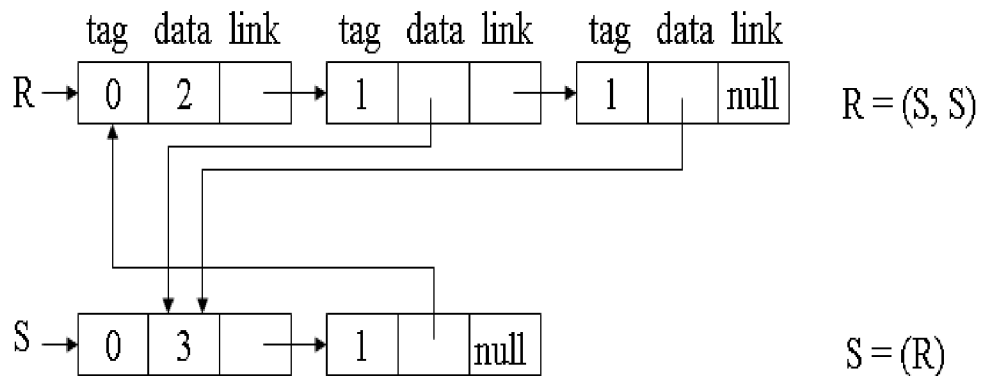 tag data link tag data link tag data link
R 0 2 1 1 null R = (S, S)
S 0 3 1 null S = (R)